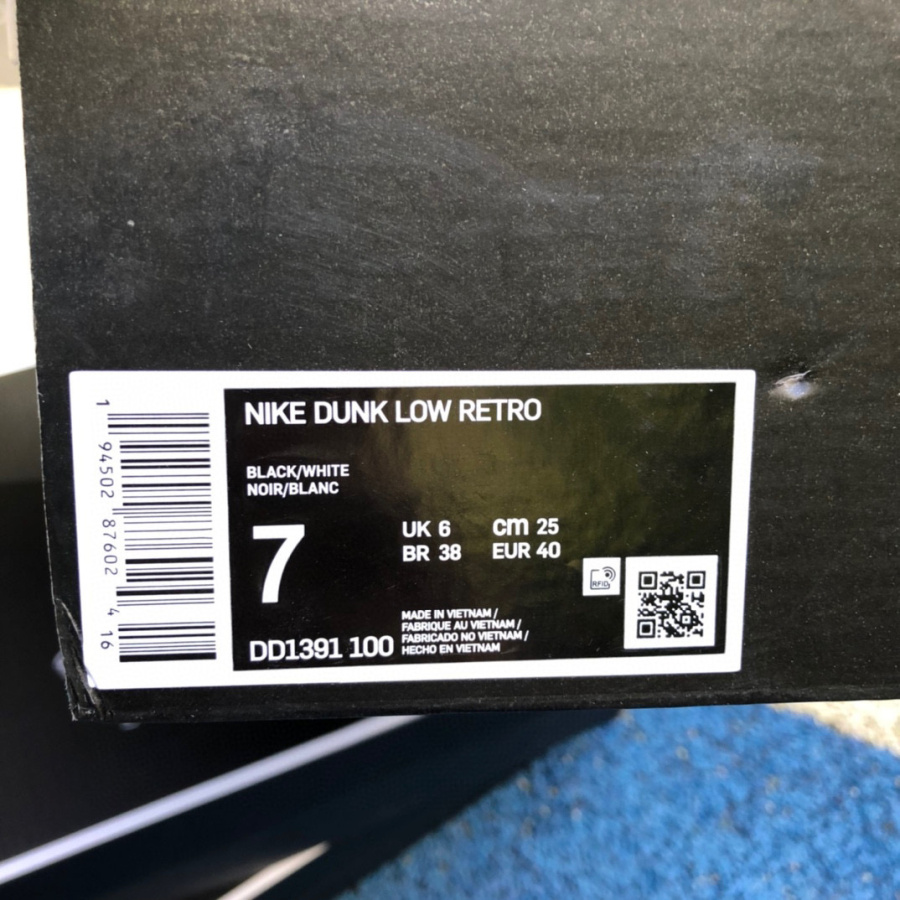 1 94502 87602 4 16
NIKE DUNK LOW RETRO
BLACK/WHITE
NOIR/BLANC
7
UK 6 cm 25
BR 38 EUR 40
RFID
DD1391 100
MADE IN VIETNAM /
FABRIQUE AU VIETNAM /
FABRICADO NO VIETNAM /
HECHO EN VIETNAM